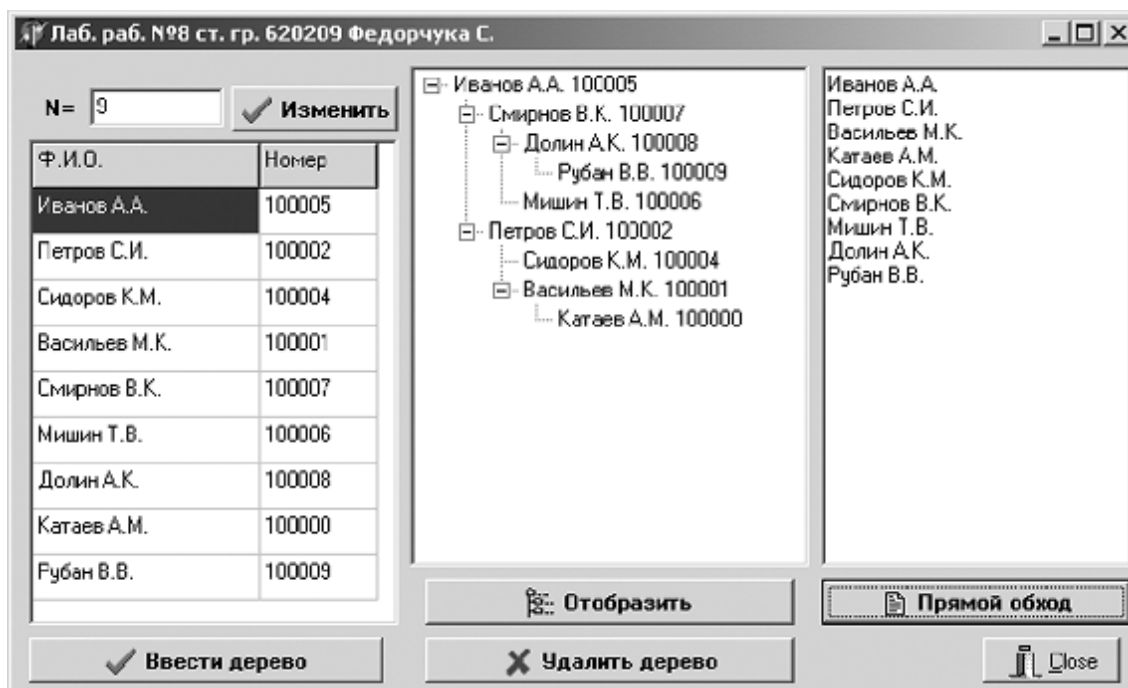 Лаб. раб. №8 ст. гр. 620209 Федорчука С.
N= 9 Изменить
Ф.И.О. Номер
Иванов А.А. 100005
Петров С.И. 100002
Сидоров К.М. 100004
Васильев М.К. 100001
Смирнов В.К. 100007
Мишин Т.В. 100006
Долин А.К. 100008
Катаев А.М. 100000
Рубан В.В. 100009
Ввести дерево
Иванов А.А. 100005
Смирнов В.К. 100007
Долин А.К. 100008
Рубан В.В. 100009
Мишин Т.В. 100006
Петров С.И. 100002
Сидоров К.М. 100004
Васильев М.К. 100001
Катаев А.М. 100000
Отобразить
Удалить дерево
Иванов А.А.
Петров С.И.
Васильев М.К.
Катаев А.М.
Сидоров К.М.
Смирнов В.К.
Мишин Т.В.
Долин А.К.
Рубан В.В.
Прямой обход
Close